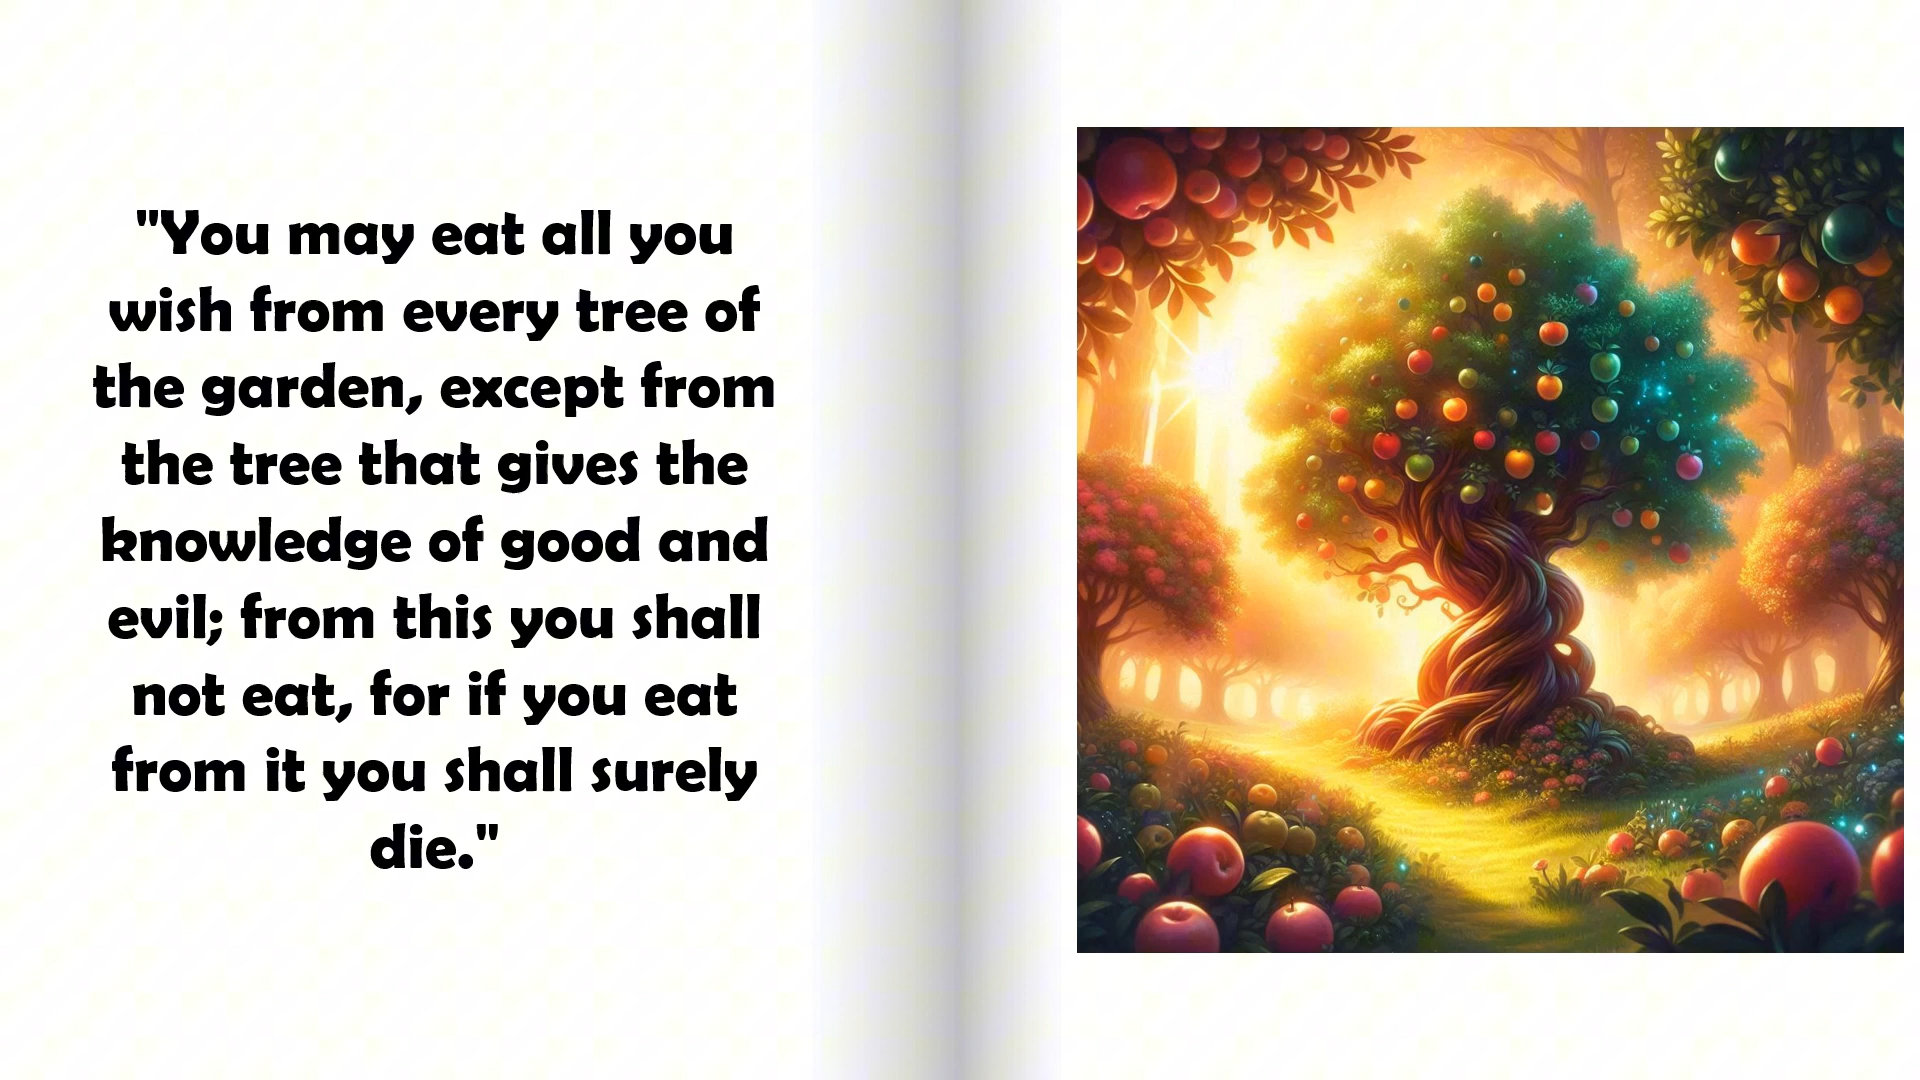 "You may eat all you
wish from every tree of
the garden, except from
the tree that gives the
knowledge of good and
evil; from this you shall
not eat, for if you eat
from it you shall surely
die."